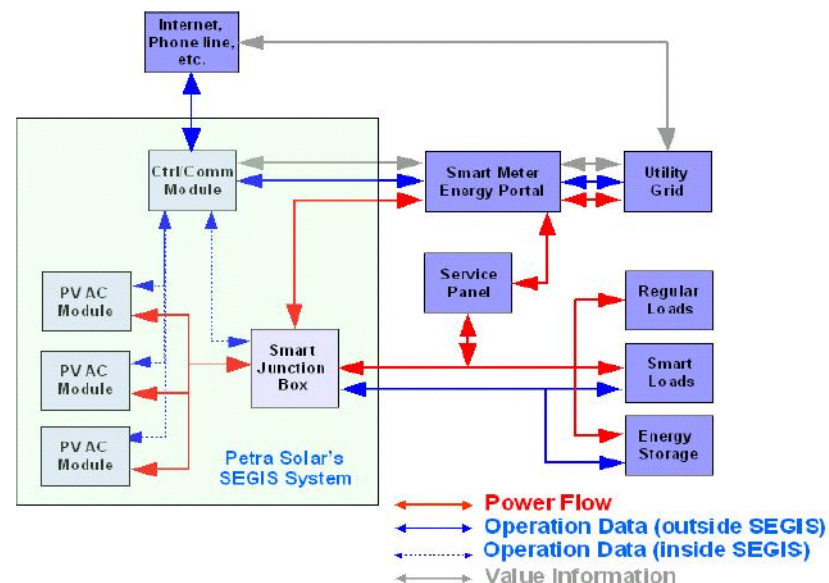 Internet,
Phone line,
etc.
Ctrl/Comm
Module
Smart Meter
Energy Portal
Utility
Grid
Service
Panel
PV AC
Module
Regular
Loads
Smart
Junction
Box
PV AC
Module
Smart
Loads
PV AC
Module
Energy
Storage
Petra Solar's
SEGIS System
Power Flow
Operation Data (outside SEGIS)
Operation Data (inside SEGIS)
Value Information